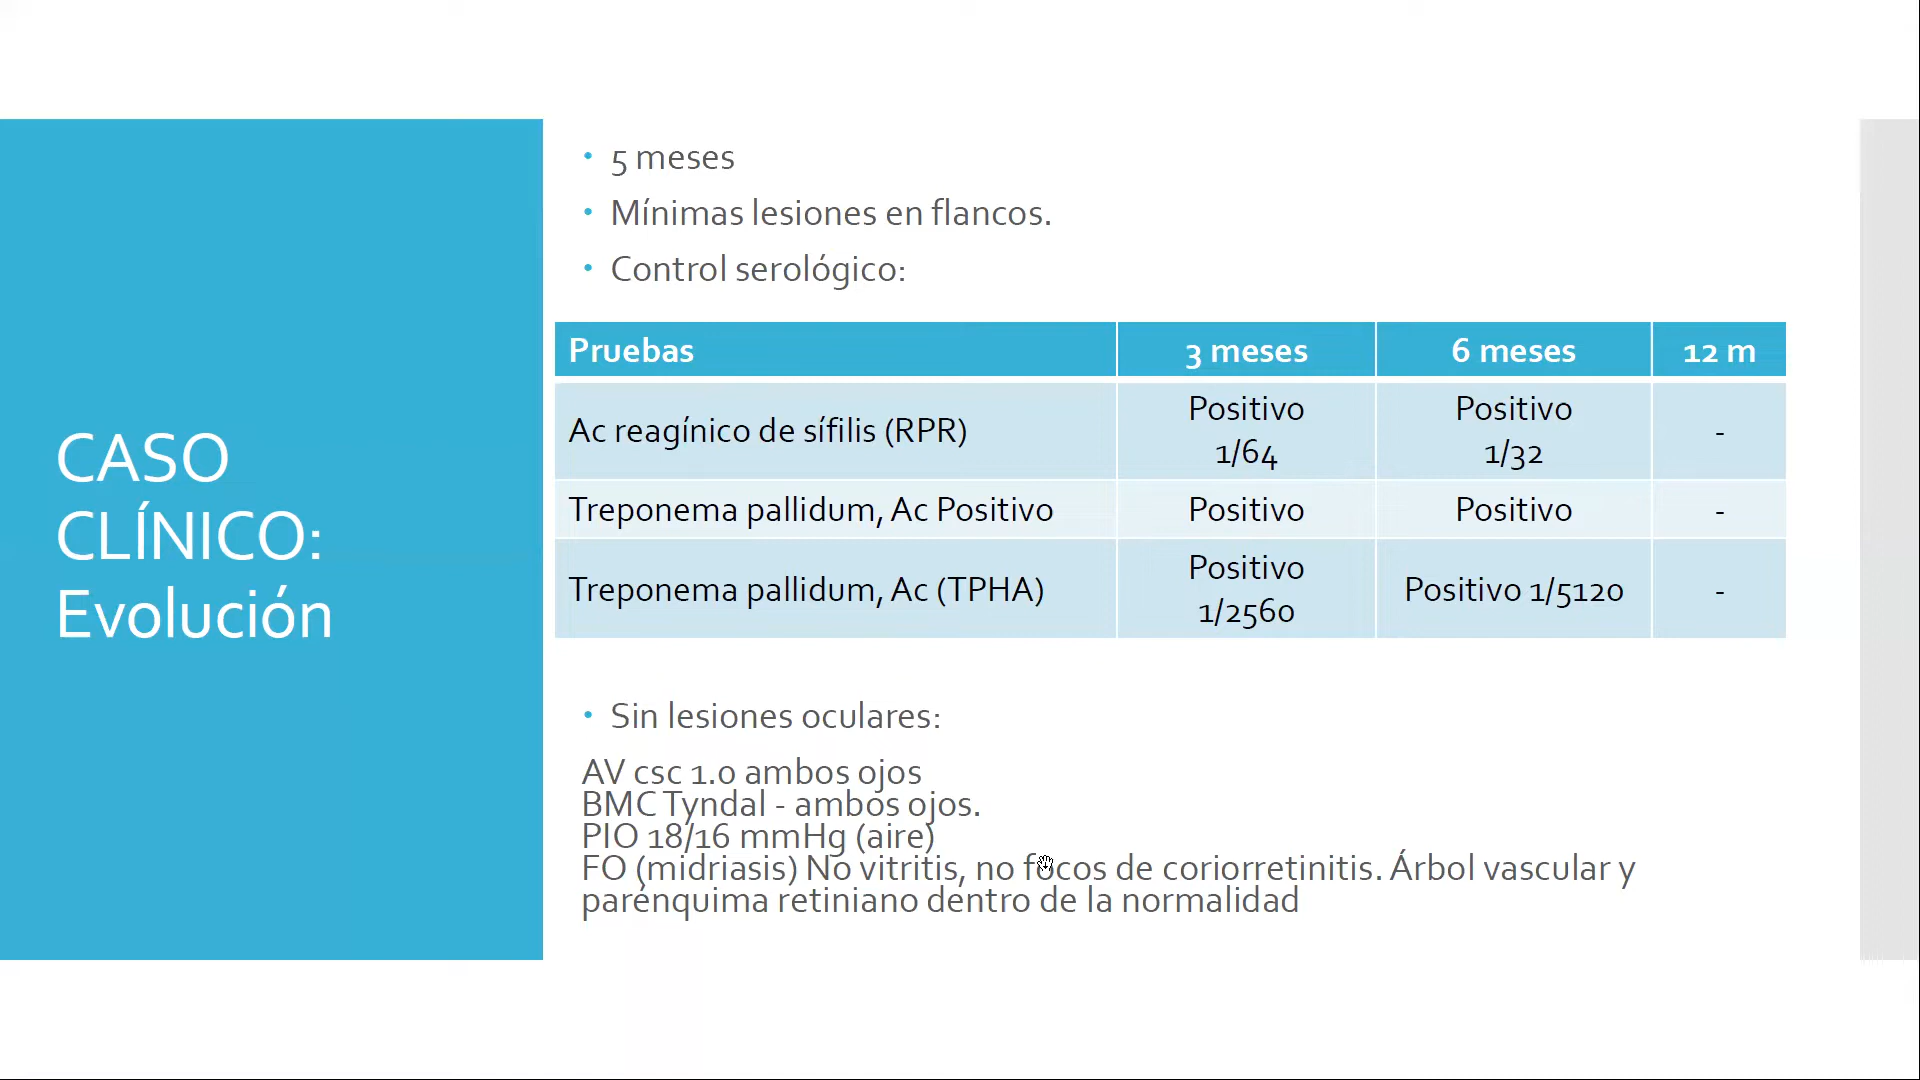 CASO
CLÍNICO:
Evolución
• 5 meses
• Mínimas lesiones en flancos.
• Control serológico:
Pruebas 3 meses 6 meses 12 m
Ac reagínico de sífilis (RPR) Positivo 1/64 Positivo 1/32 -
Treponema pallidum, Ac Positivo Positivo Positivo -
Treponema pallidum, Ac (TPHA) Positivo 1/2560 Positivo 1/5120 -
• Sin lesiones oculares:
AV csc 1.0 ambos ojos
BMC Tyndal - ambos ojos.
PIO 18/16 mmHg (aire)
FO (midriasis) No vitritis, no focos de coriorretinitis. Árbol vascular y
parénquima retiniano dentro de la normalidad